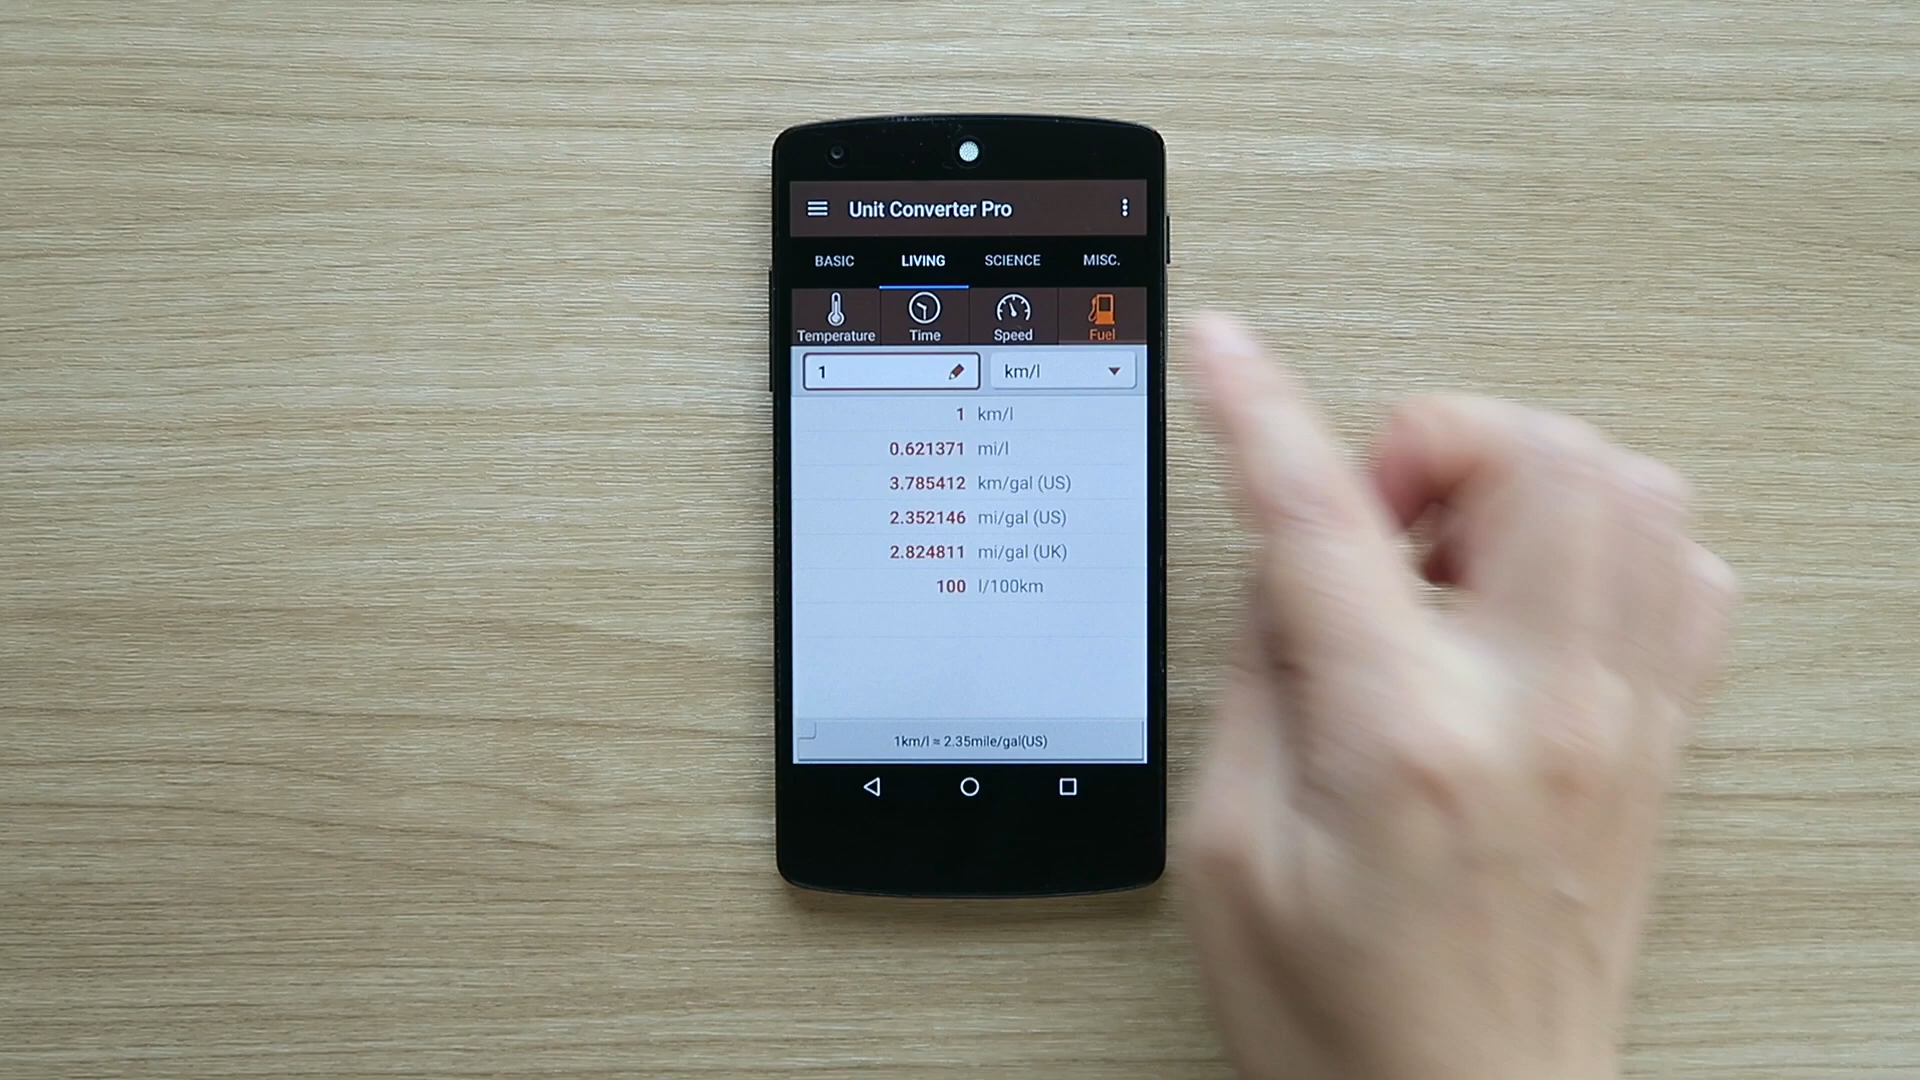 Unit Converter Pro
BASIC LIVING SCIENCE MISC.
Temperature Time Speed Fuel
1 km/l
1 km/l
0.621371 mi/l
3.785412 km/gal (US)
2.352146 mi/gal (US)
2.824811 mi/gal (UK)
100 l/100km
1km/l = 2.35mile/gal(US)